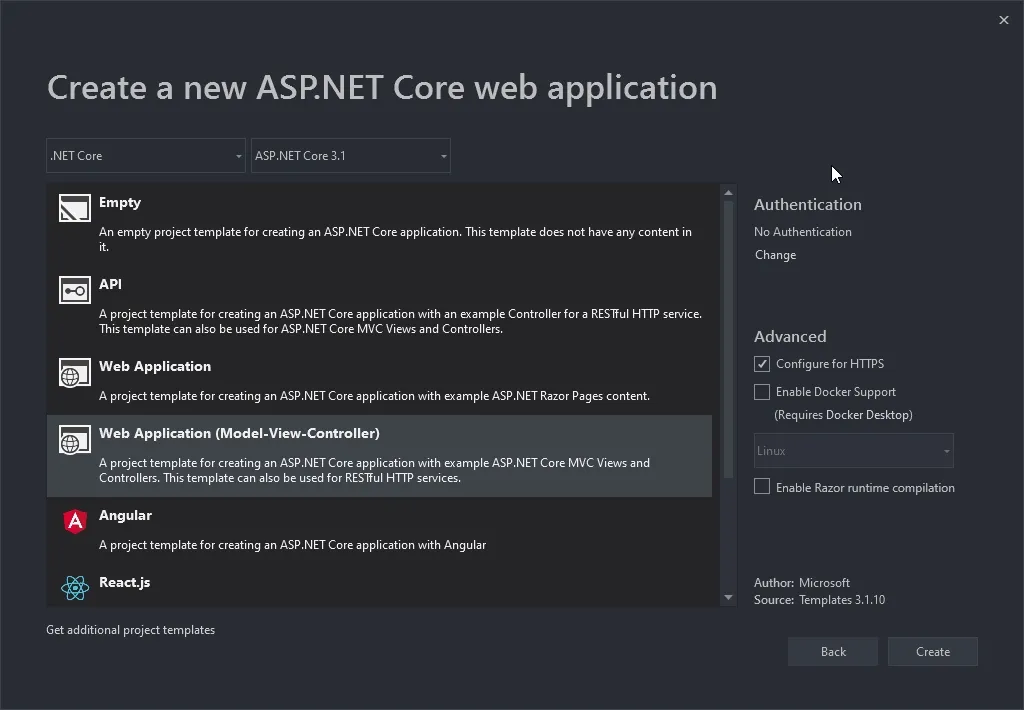 Create a new ASP.NET Core web application
.NET Core
ASP.NET Core 3.1
Empty
An empty project template for creating an ASP.NET Core application. This template does not have any content in
it.
API
A project template for creating an ASP.NET Core application with an example Controller for a RESTful HTTP service.
This template can also be used for ASP.NET Core MVC Views and Controllers.
Web Application
A project template for creating an ASP.NET Core application with example ASP.NET Razor Pages content.
Web Application (Model-View-Controller)
A project template for creating an ASP.NET Core application with example ASP.NET Core MVC Views and
Controllers. This template can also be used for RESTful HTTP services.
Angular
A project template for creating an ASP.NET Core application with Angular
React.js
Get additional project templates
Authentication
No Authentication
Change
Advanced
Configure for HTTPS
Enable Docker Support
(Requires Docker Desktop)
Linux
Enable Razor runtime compilation
Author: Microsoft
Source: Templates 3.1.10
Back
Create